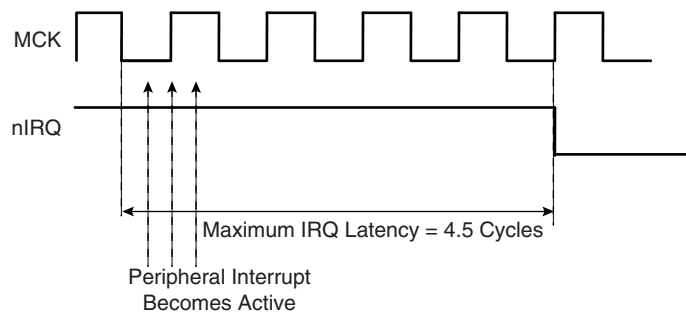 MCK
nIRQ
Maximum IRQ Latency = 4.5 Cycles
Peripheral Interrupt
Becomes Active